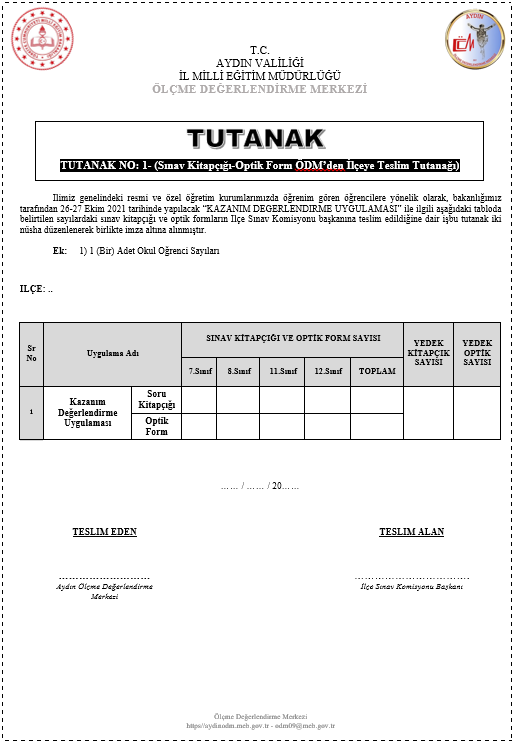 T.C.
AYDIN VALİLİĞİ
İL MİLLİ EĞİTİM MÜDÜRLÜĞÜ
ÖLÇME DEĞERLENDİRME MERKEZİ
AYDIN
TUTANAK
TUTANAK NO: 1- (Sınav Kitapçığı-Optik Form ÖDM’den İlçeye Teslim Tutanağı)
İlimiz genelindeki resmi ve özel öğretim kurumlarımızda öğrenim gören öğrencilere yönelik olarak, bakanlığımız
tarafından 26-27 Ekim 2021 tarihinde yapılacak “KAZANIM DEGERLENDIRME UYGULAMASI” ile ilgili aşağıdaki tabloda
belirtilen sayılardaki sınav kitapçığı ve optik formların İlçe Sınav Komisyonu başkanına teslim edildiğine dair işbu tutanak iki
nüsha düzenlenerek birlikte imza altına alınmıştır.
Ek: 1) 1 (Bir) Adet Okul Öğrenci Sayıları
ILÇE: ..
Sr No
Uygulama Adı
SINAV KİTAPÇIĞI VE OPTİK FORM SAYISI
YEDEK KİTAPÇIK SAYISI
YEDEK OPTİK SAYISI
7.Sınıf 8.Sınıf 11.Sınıf 12.Sınıf TOPLAM
1
Kazanım Değerlendirme Uygulaması
Soru Kitapçığı
Optik Form
…… / …… / 20……
TESLIM EDEN TESLIM ALAN
……………………… …………………………….
Aydın Ölçme Değerlendirme İlçe Sınav Komisyonu Başkanı
Merkezi
Ölçme Değerlendirme Merkezi
https//aydinodm.meb.gov.tr - odm09@meb.gov.tr